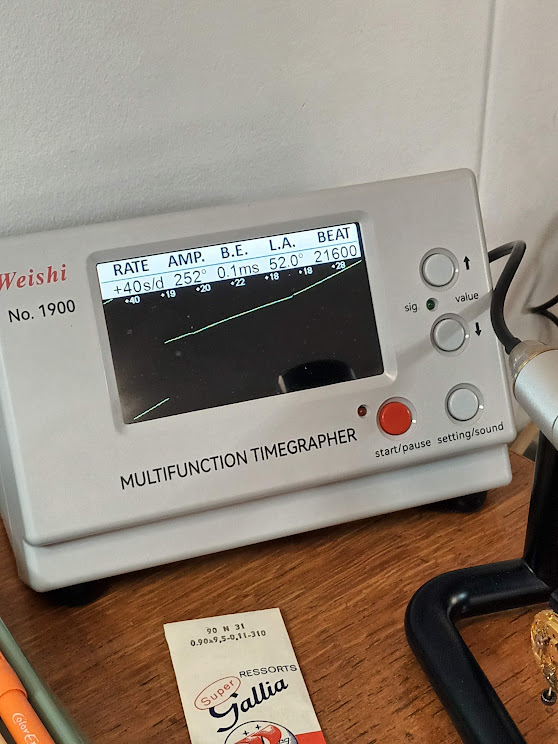 Weishi
No. 1900
RATE AMP. B.E. L.A. BEAT
+40s/d 252° 0.1ms 52.0° 21600
+40 +19 +20 +22 +18 +18 +28
sig
value
start/pause
setting/sound
MULTIFUNCTION TIMEGRAPHER
90 N 31
0.90x9,5-0,11-310
RESSORTS
Super
Gallia